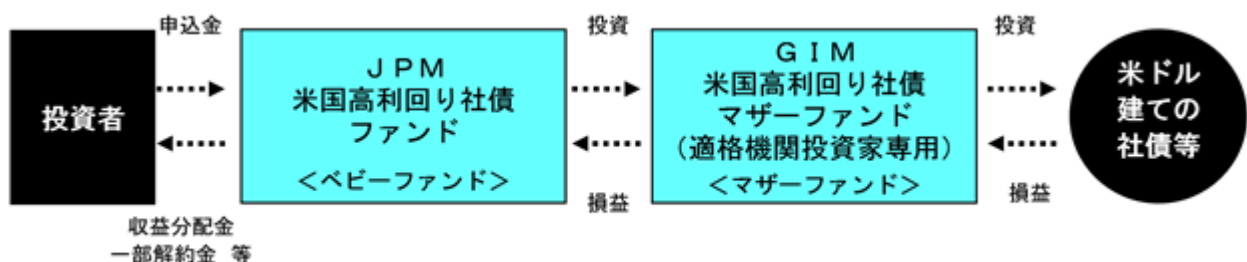 申込金
投資
投資
投資者
ＪＰＭ
米国高利回り社債
ファンド
＜ベビーファンド＞
ＧＩＭ
米国高利回り社債
マザーファンド
（適格機関投資家専用）
＜マザーファンド＞
米ドル
建ての
社債等
収益分配金
一部解約金 等
損益
損益